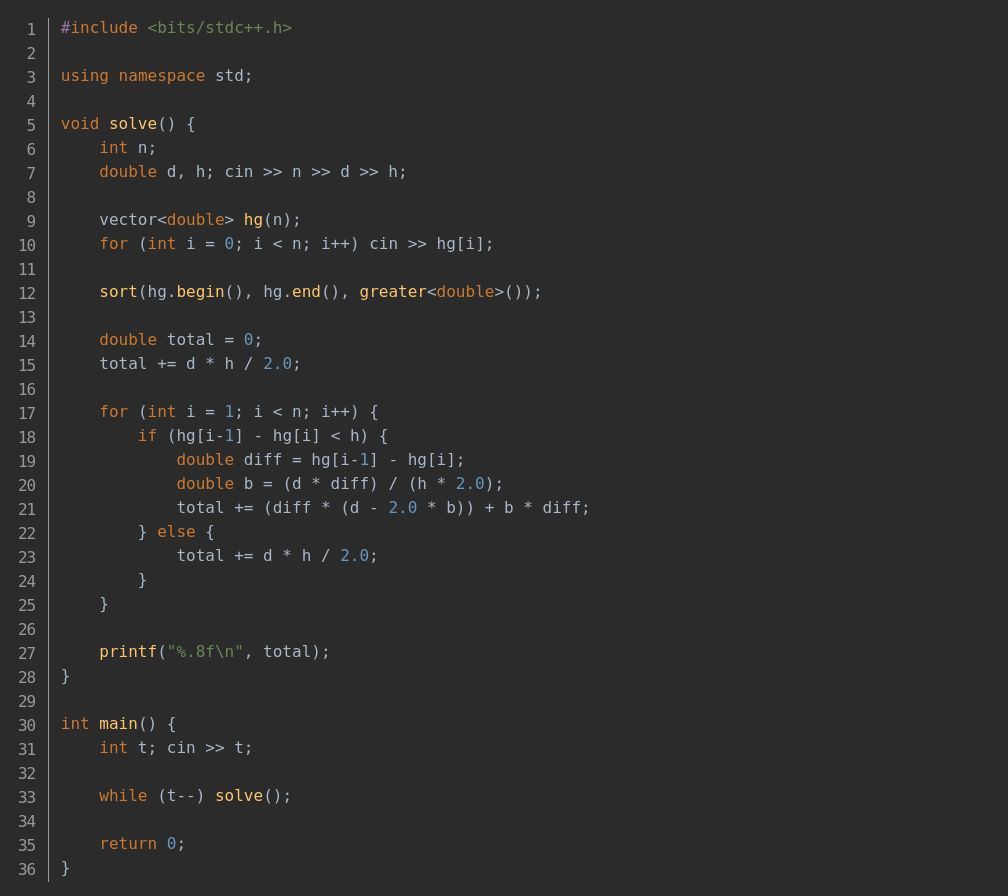 1 #include <bits/stdc++.h>
2
3 using namespace std;
4
5 void solve() {
6     int n;
7     double d, h; cin >> n >> d >> h;
8
9     vector<double> hg(n);
10     for (int i = 0; i < n; i++) cin >> hg[i];
11
12     sort(hg.begin(), hg.end(), greater<double>());
13
14     double total = 0;
15     total += d * h / 2.0;
16
17     for (int i = 1; i < n; i++) {
18         if (hg[i-1] - hg[i] < h) {
19             double diff = hg[i-1] - hg[i];
20             double b = (d * diff) / (h * 2.0);
21             total += (diff * (d - 2.0 * b)) + b * diff;
22         } else {
23             total += d * h / 2.0;
24         }
25     }
26
27     printf("%.8f\n", total);
28 }
29
30 int main() {
31     int t; cin >> t;
32
33     while (t--) solve();
34
35     return 0;
36 }